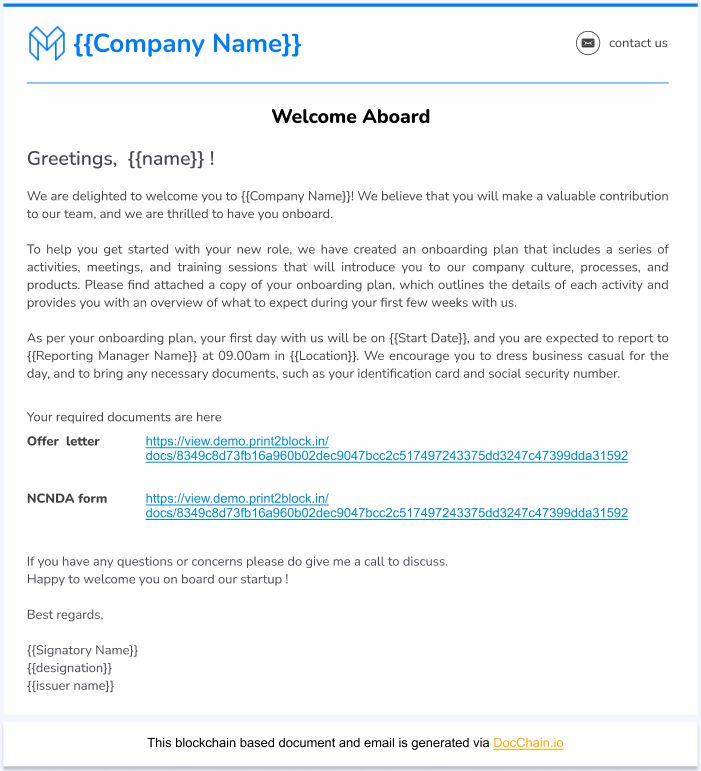 {{Company Name}}
contact us
Welcome Aboard
Greetings, {{name}} !
We are delighted to welcome you to {{Company Name}}! We believe that you will make a valuable contribution
to our team, and we are thrilled to have you onboard.
To help you get started with your new role, we have created an onboarding plan that includes a series of
activities, meetings, and training sessions that will introduce you to our company culture, processes, and
products. Please find attached a copy of your onboarding plan, which outlines the details of each activity and
provides you with an overview of what to expect during your first few weeks with us.
As per your onboarding plan, your first day with us will be on {{Start Date}}, and you are expected to report to
{{Reporting Manager Name}} at 09.00am in {{Location}}. We encourage you to dress business casual for the
day, and to bring any necessary documents, such as your identification card and social security number.
Your required documents are here
Offer letter https://view.demo.print2block.in/
docs/8349c8d73fb16a960b02dec9047bcc2c517497243375dd3247c47399dda31592
NCNDA form https://view.demo.print2block.in/
docs/8349c8d73fb16a960b02dec9047bcc2c517497243375dd3247c47399dda31592
If you have any questions or concerns please do give me a call to discuss.
Happy to welcome you on board our startup !
Best regards,
{{Signatory Name}}
{{designation}}
{{issuer name}}
This blockchain based document and email is generated via DocChain.io